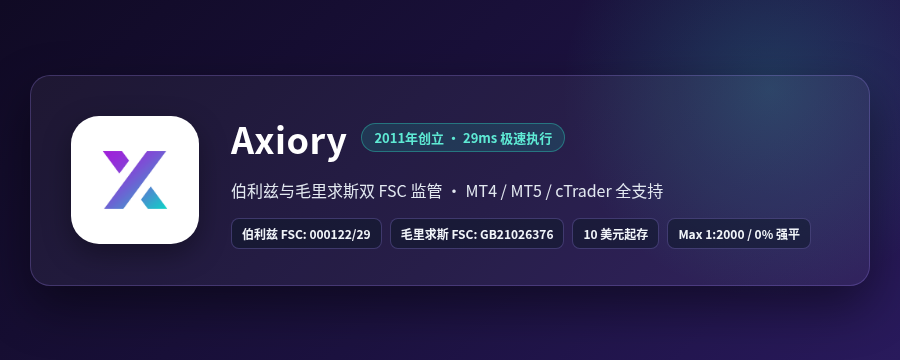 Axiory 2011年创立 · 29ms 极速执行
伯利兹与毛里求斯双 FSC 监管 · MT4 / MT5 / cTrader 全支持
伯利兹 FSC: 000122/29 毛里求斯 FSC: GB21026376 10 美元起存 Max 1:2000 / 0% 强平